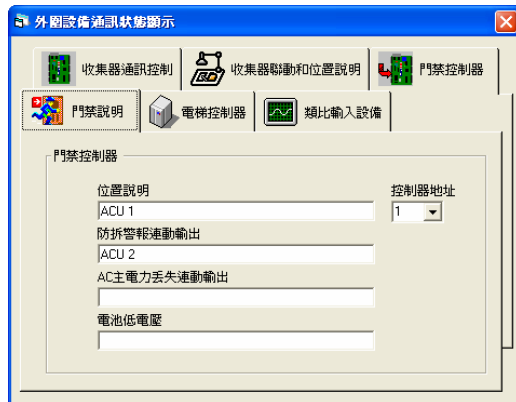 外圍設備通訊狀態顯示
收集器通訊控制
收集器聯動和位置說明
門禁控制器
門禁說明
電梯控制器
類比輸入設備
門禁控制器
位置說明
控制器地址
ACU 1
1
防拆警報連動輸出
ACU 2
AC主電力丟失連動輸出
電池低電壓